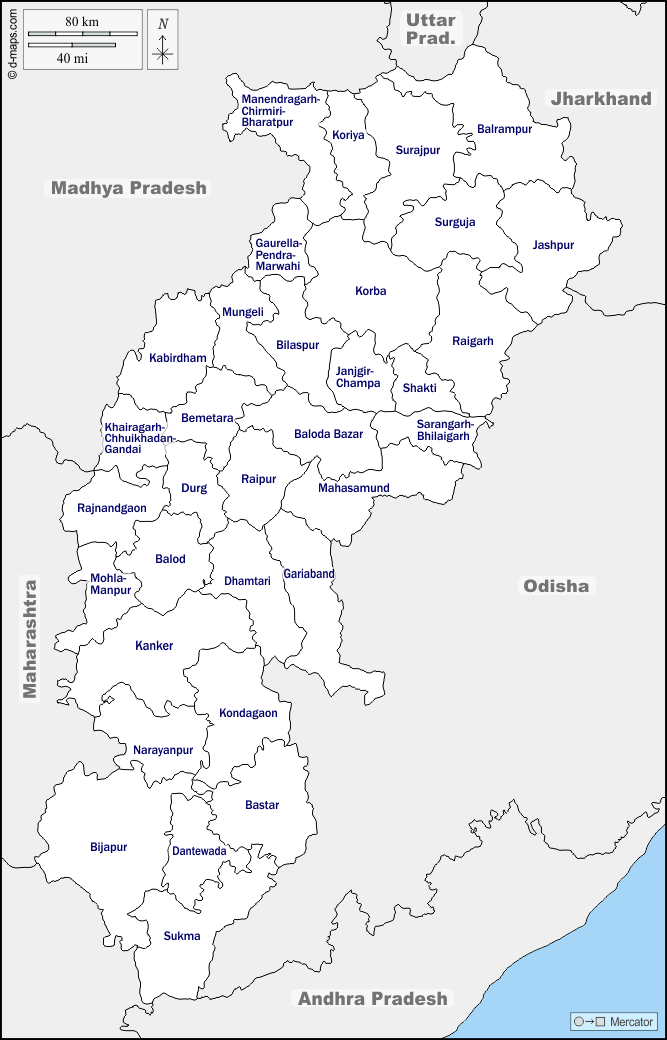 © d-maps.com
80 km
40 mi
N
Uttar
Prad.
Jharkhand
Madhya Pradesh
Manendragarh-
Chirmiri-
Bharatpur
Koriya
Surajpur
Balrampur
Surguja
Jashpur
Gaurella-
Pendra-
Marwahi
Korba
Mungeli
Bilaspur
Raigarh
Kabirdham
Janjgir-
Champa
Shakti
Bemetara
Khairagarh-
Chhuikhadan-
Gandai
Baloda Bazar
Sarangarh-
Bhilaigarh
Rajnandgaon
Durg
Raipur
Mahasamund
Balod
Mohla-
Manpur
Dhamtari
Gariaband
Odisha
Maharashtra
Kanker
Kondagaon
Narayanpur
Bastar
Bijapur
Dantewada
Sukma
Andhra Pradesh
Mercator